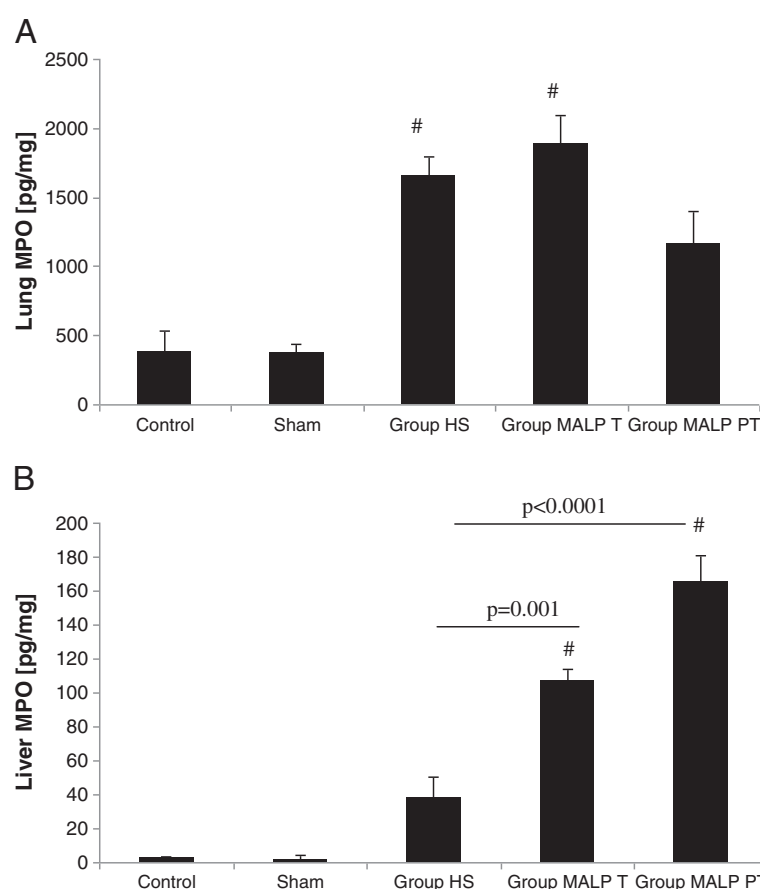 A
Lung MPO [pg/mg]
2500
2000
1500
1000
500
0
#
#
Control Sham Group HS Group MALP T Group MALP PT
B
Liver MPO [pg/mg]
200
180
160
140
120
100
80
60
40
20
0
p<0.0001
#
p=0.001
#
Control Sham Group HS Group MALP T Group MALP PT